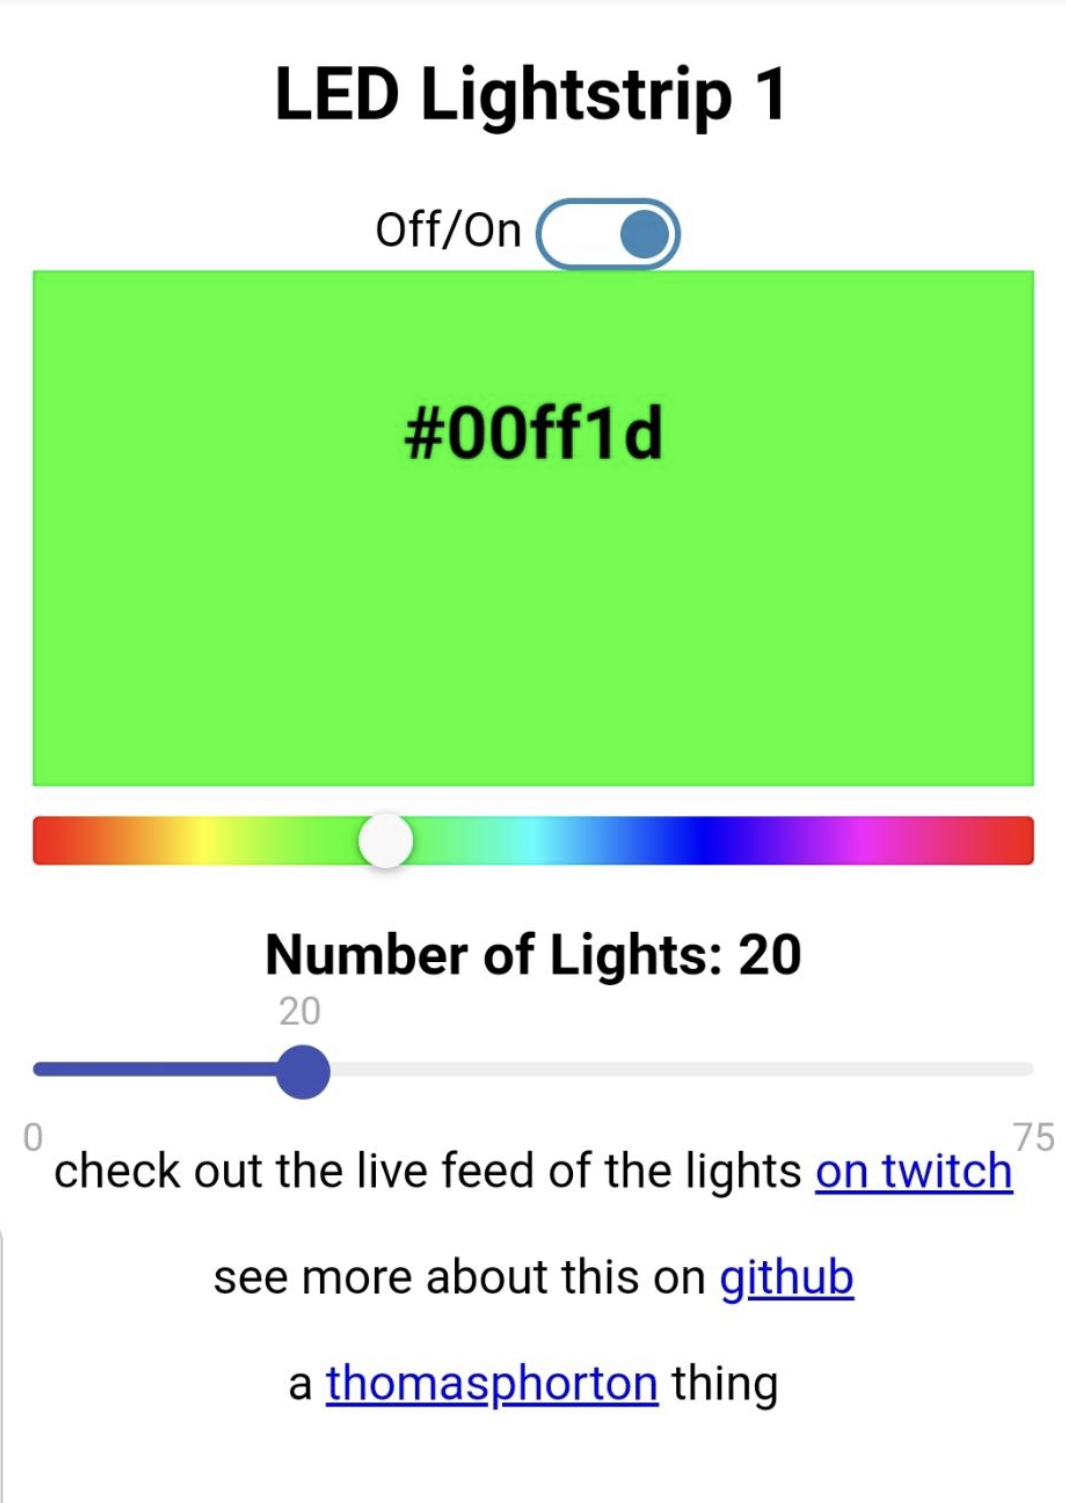 LED Lightstrip 1
Off/On
#00ff1d
Number of Lights: 20
20
0
75
check out the live feed of the lights on twitch
see more about this on github
a thomasphorton thing